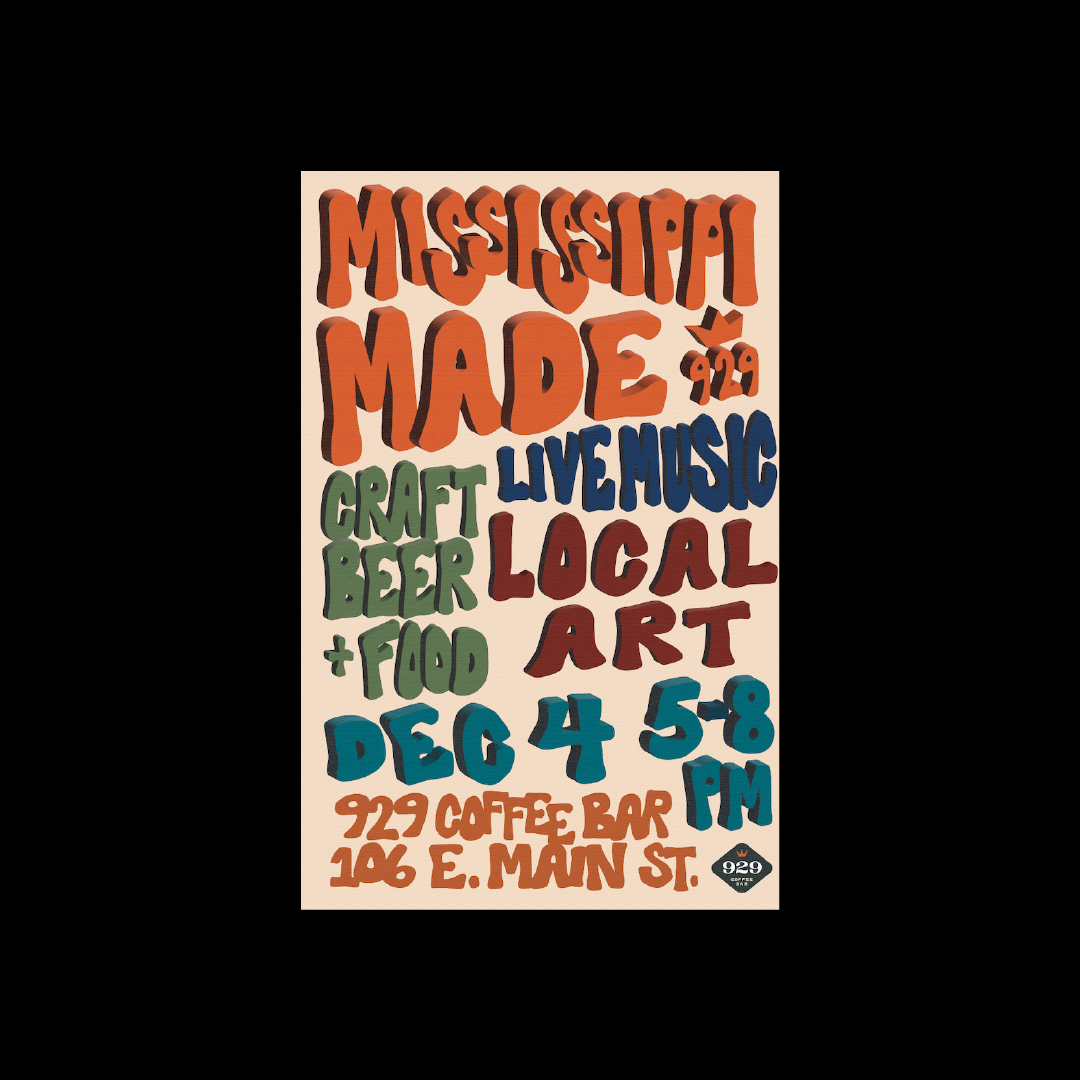 MISSISSIPPI
MADE
929
LIVE MUSIC
CRAFT
BEER
+ FOOD
LOCAL
ART
DEC 4 5-8
PM
929 COFFEE BAR
106 E. MAIN ST.
929
COFFEE
BAR